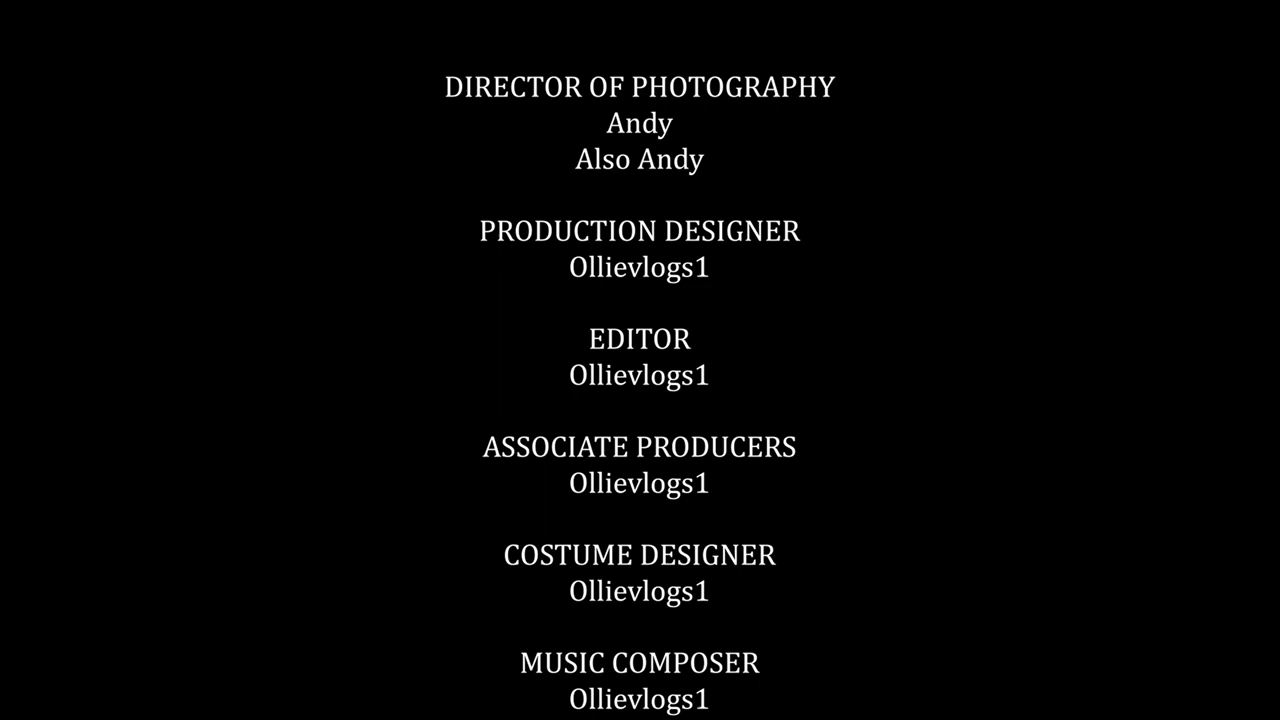 DIRECTOR OF PHOTOGRAPHY
Andy
Also Andy
PRODUCTION DESIGNER
Ollievlogs1
EDITOR
Ollievlogs1
ASSOCIATE PRODUCERS
Ollievlogs1
COSTUME DESIGNER
Ollievlogs1
MUSIC COMPOSER
Ollievlogs1